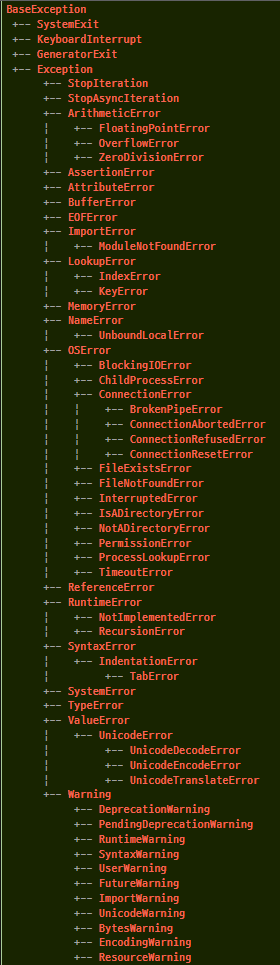 BaseException
 +-- SystemExit
 +-- KeyboardInterrupt
 +-- GeneratorExit
 +-- Exception
      +-- StopIteration
      +-- StopAsyncIteration
      +-- ArithmeticError
      ¦    +-- FloatingPointError
      ¦    +-- OverflowError
      ¦    +-- ZeroDivisionError
      +-- AssertionError
      +-- AttributeError
      +-- BufferError
      +-- EOFError
      +-- ImportError
      ¦    +-- ModuleNotFoundError
      +-- LookupError
      ¦    +-- IndexError
      ¦    +-- KeyError
      +-- MemoryError
      +-- NameError
      ¦    +-- UnboundLocalError
      +-- OSError
      ¦    +-- BlockingIOError
      ¦    +-- ChildProcessError
      ¦    +-- ConnectionError
      ¦    ¦    +-- BrokenPipeError
      ¦    ¦    +-- ConnectionAbortedError
      ¦    ¦    +-- ConnectionRefusedError
      ¦    ¦    +-- ConnectionResetError
      ¦    +-- FileExistsError
      ¦    +-- FileNotFoundError
      ¦    +-- InterruptedError
      ¦    +-- IsADirectoryError
      ¦    +-- NotADirectoryError
      ¦    +-- PermissionError
      ¦    +-- ProcessLookupError
      ¦    +-- TimeoutError
      +-- ReferenceError
      +-- RuntimeError
      ¦    +-- NotImplementedError
      ¦    +-- RecursionError
      +-- SyntaxError
      ¦    +-- IndentationError
      ¦         +-- TabError
      +-- SystemError
      +-- TypeError
      +-- ValueError
      ¦    +-- UnicodeError
      ¦         +-- UnicodeDecodeError
      ¦         +-- UnicodeEncodeError
      ¦         +-- UnicodeTranslateError
      +-- Warning
           +-- DeprecationWarning
           +-- PendingDeprecationWarning
           +-- RuntimeWarning
           +-- SyntaxWarning
           +-- UserWarning
           +-- FutureWarning
           +-- ImportWarning
           +-- UnicodeWarning
           +-- BytesWarning
           +-- EncodingWarning
           +-- ResourceWarning